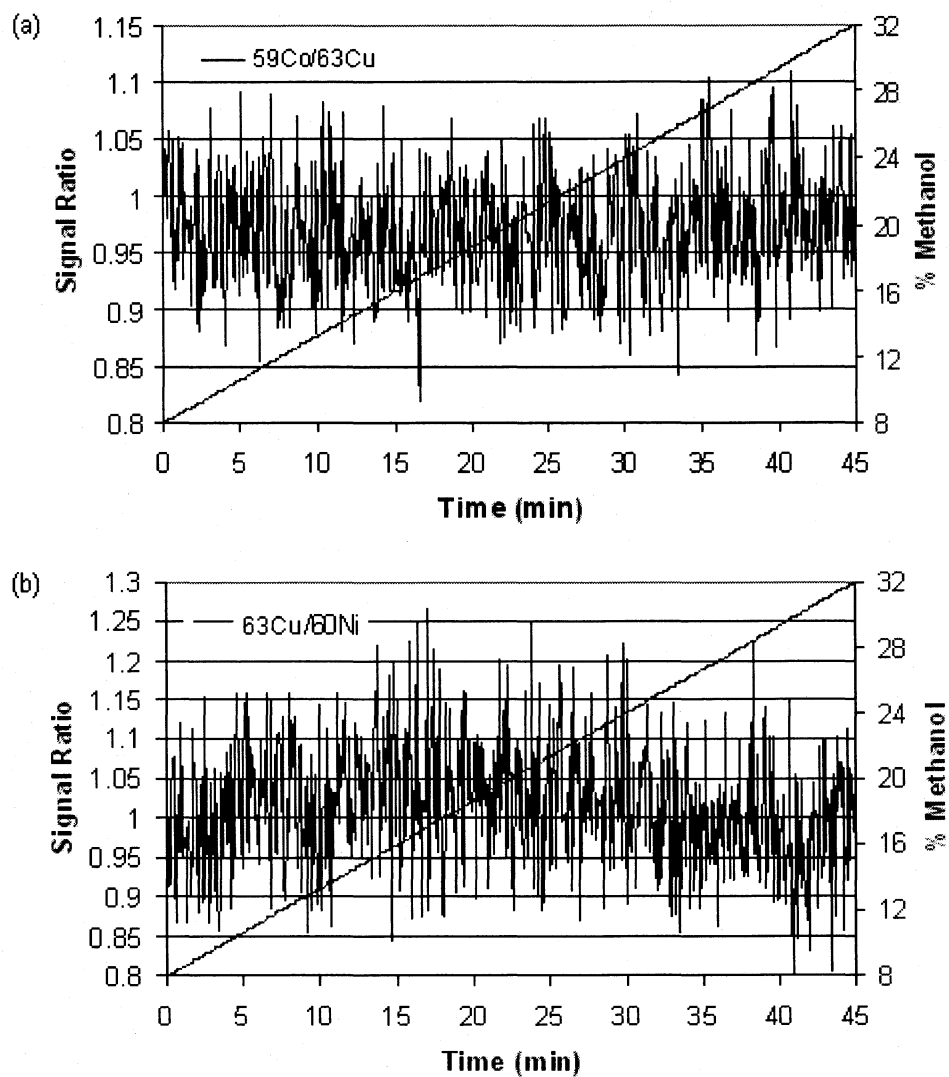 (a)
1.15
1.1
1.05
1
0.95
0.9
0.85
0.8
Signal Ratio
59Co/63Cu
32
28
24
20
16
12
8
% Methanol
0 5 10 15 20 25 30 35 40 45
Time (min)
(b)
1.3
1.25
1.2
1.15
1.1
1.05
1
0.95
0.9
0.85
0.8
Signal Ratio
63Cu/60Ni
32
28
24
20
16
12
8
% Methanol
0 5 10 15 20 25 30 35 40 45
Time (min)